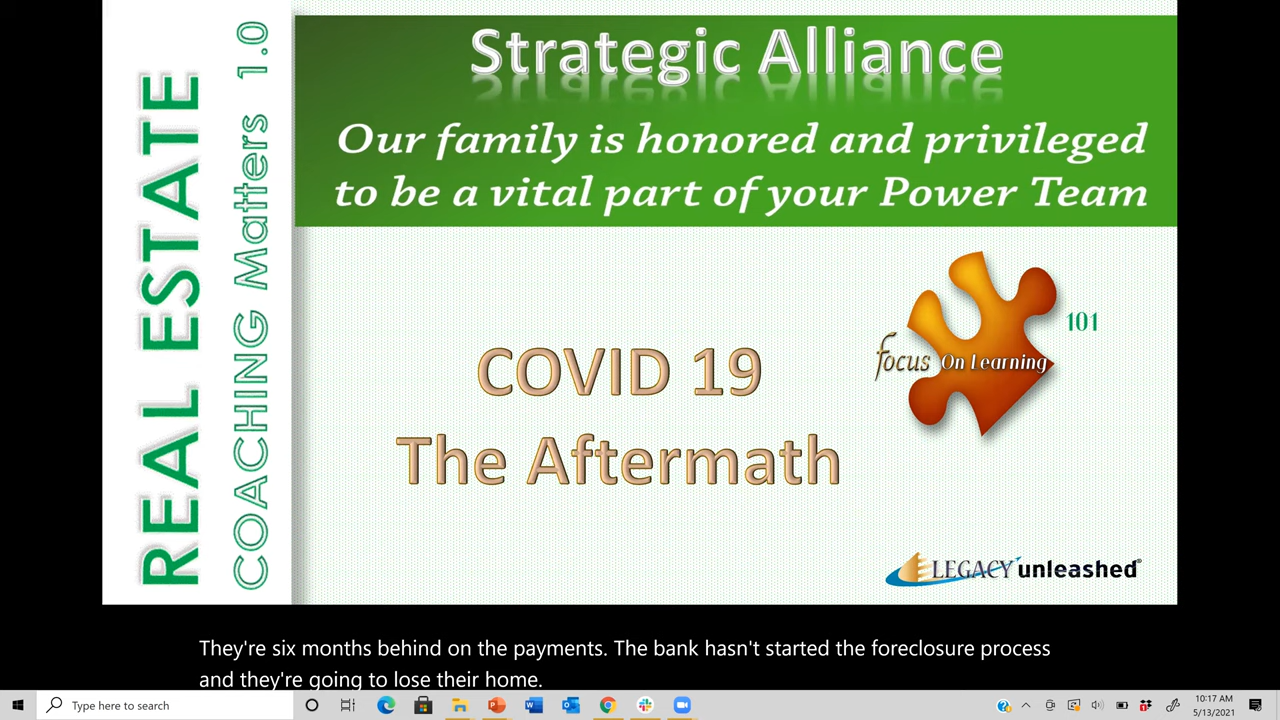 REAL ESTATE
COACHING Matters 1.0
Strategic Alliance
Our family is honored and privileged
to be a vital part of your Power Team
COVID 19
The Aftermath
focus On Learning
101
LEGACY unleashed®
They're six months behind on the payments. The bank hasn't started the foreclosure process
and they're going to lose their home.
Type here to search
10:17 AM
5/13/2021